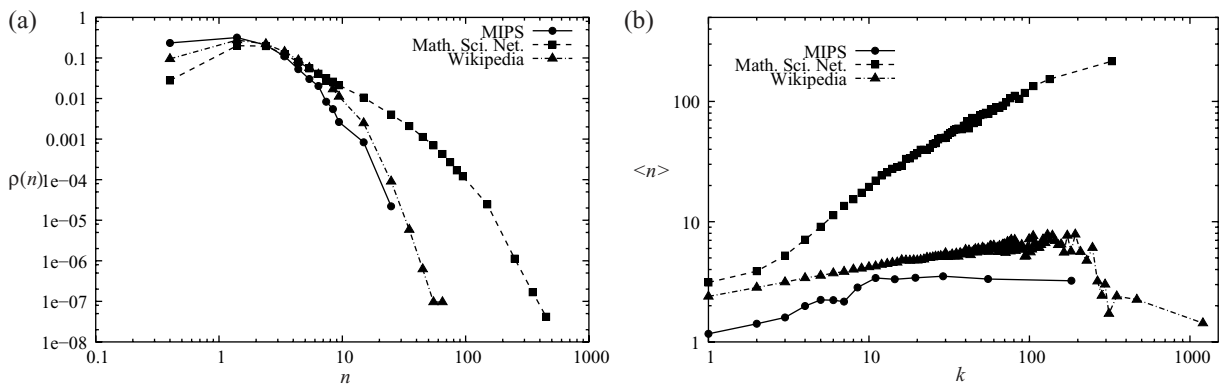 (a)
1
0.1
0.01
0.001
1e−04
1e−05
1e−06
1e−07
1e−08
ρ(n)
0.1 1 10 100 1000
n
MIPS
Math. Sci. Net.
Wikipedia
(b)
100
10
1
<n>
1 10 100 1000
k
MIPS
Math. Sci. Net.
Wikipedia